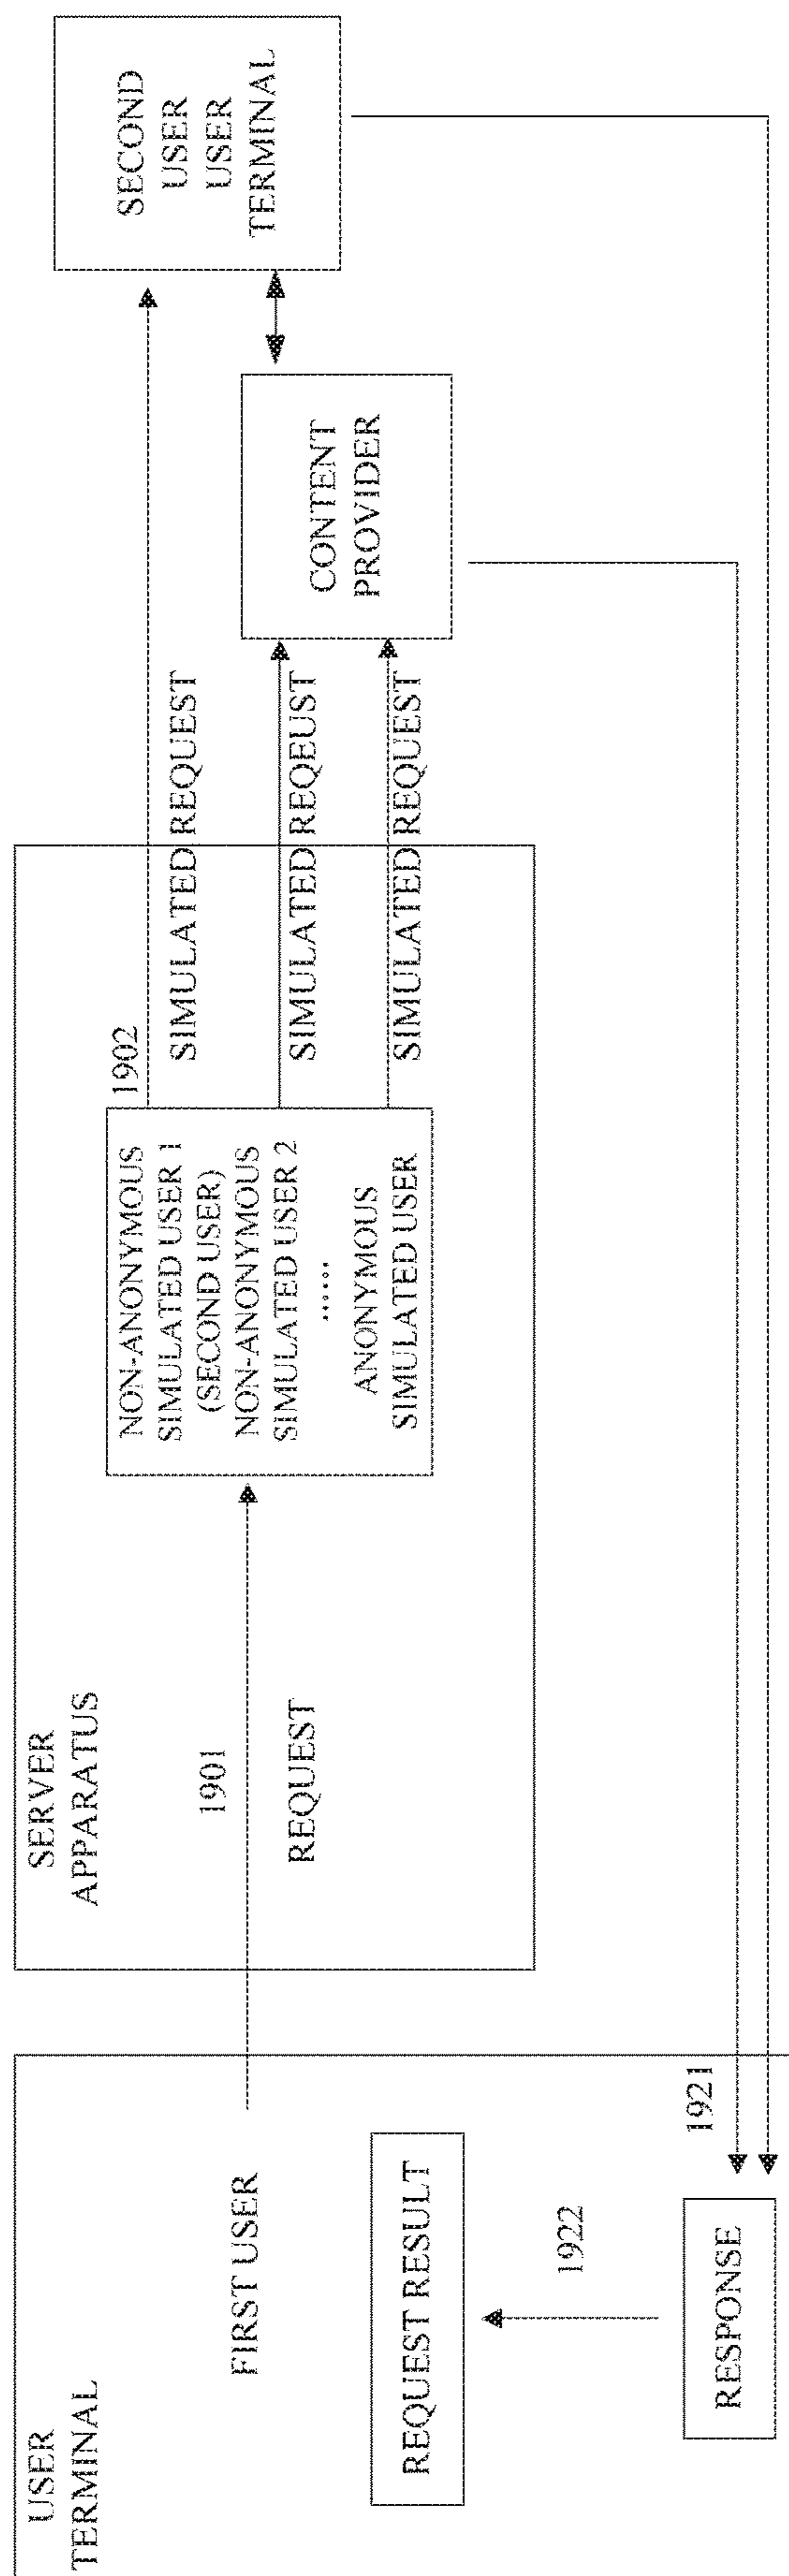 USER
TERMINAL
FIRST USER
REQUEST RESULT
1922
RESPONSE
1921
SERVER
APPARATUS
1901
REQUEST
1902
NON-ANONYMOUS
SIMULATED USER 1
(SECOND USER)
NON-ANONYMOUS
SIMULATED USER 2
......
ANONYMOUS
SIMULATED USER
SIMULATED REQUEST
SIMULATED REQEUST
SIMULATED REQUEST
CONTENT
PROVIDER
SECOND
USER
USER
TERMINAL